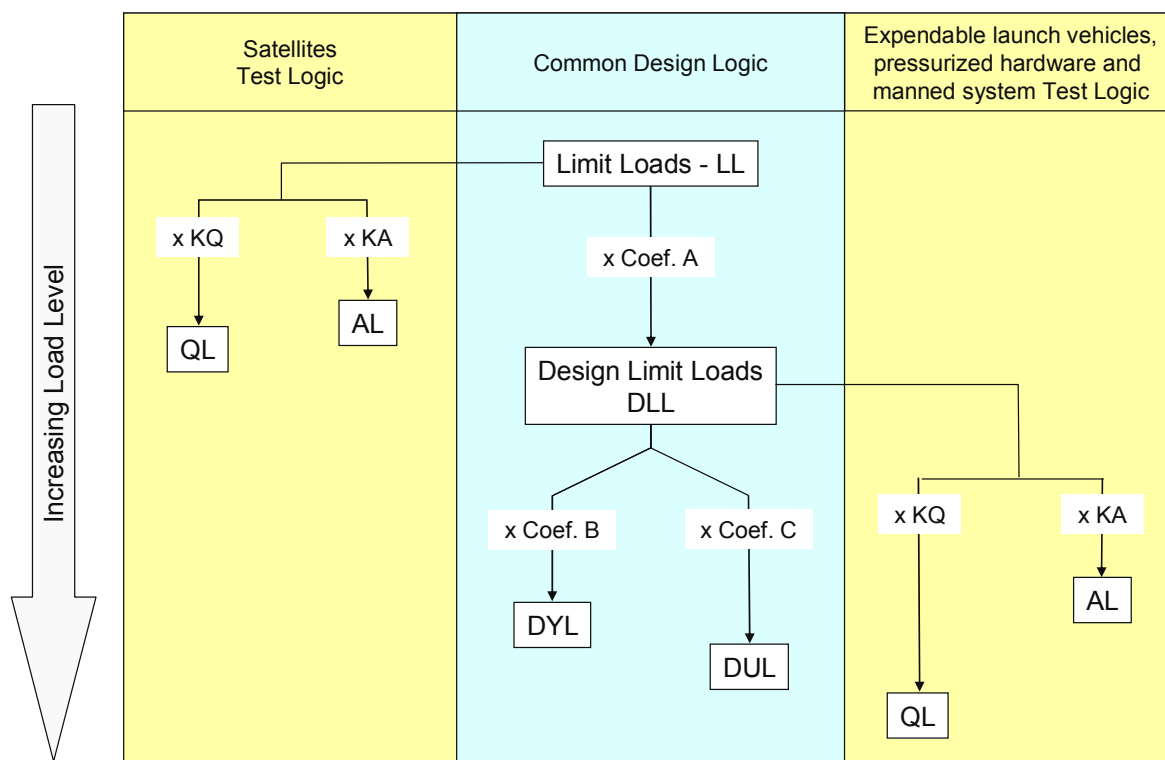 Satellites
Test Logic
Common Design Logic
Expendable launch vehicles,
pressurized hardware and
manned system Test Logic
Increasing Load Level
Limit Loads - LL
x KQ
x KA
x Coef. A
QL
AL
Design Limit Loads
DLL
x Coef. B
x Coef. C
x KQ
x KA
DYL
DUL
AL
QL